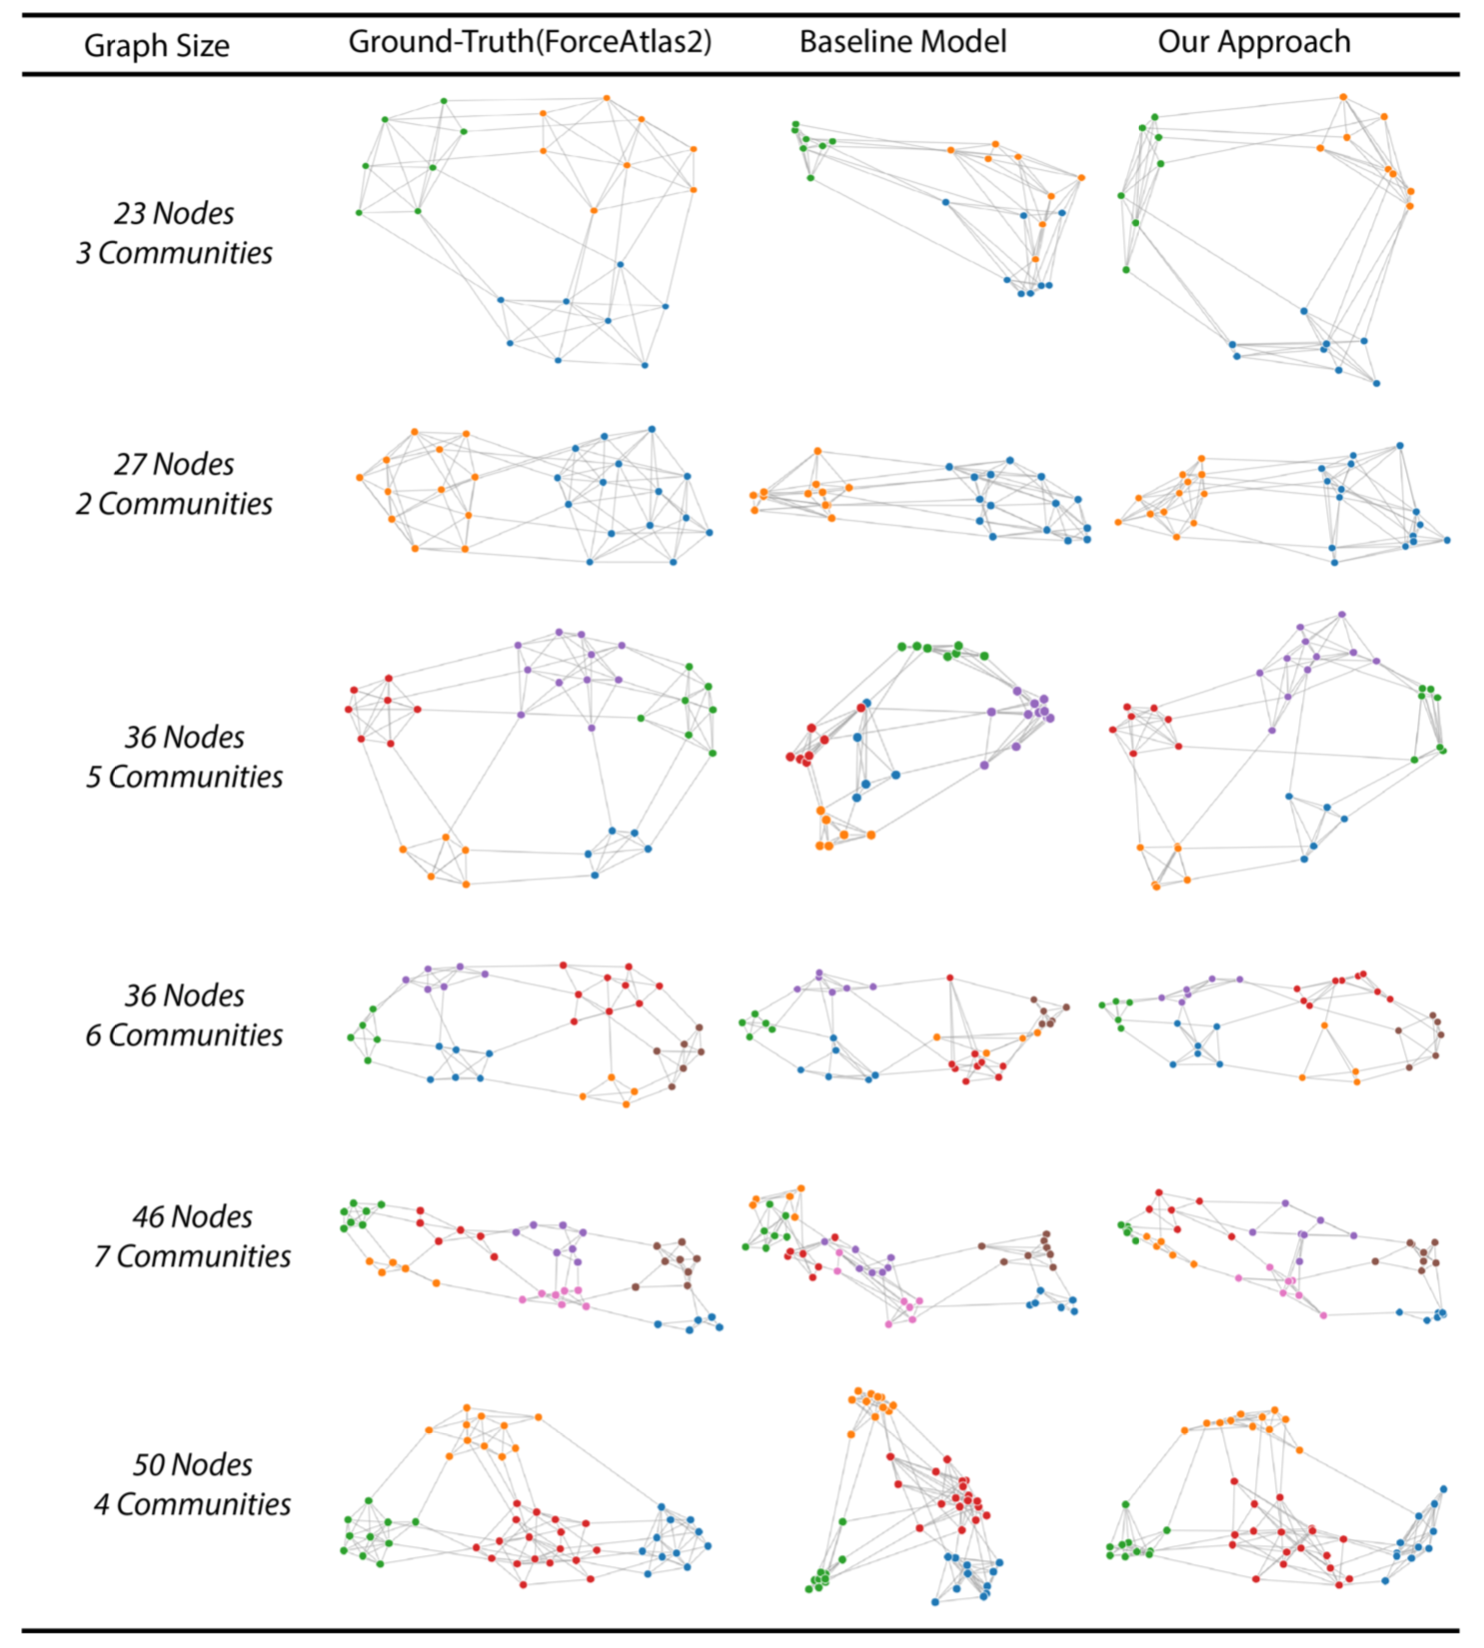 Graph Size Ground-Truth(ForceAtlas2) Baseline Model Our Approach
23 Nodes
3 Communities
27 Nodes
2 Communities
36 Nodes
5 Communities
36 Nodes
6 Communities
46 Nodes
7 Communities
50 Nodes
4 Communities